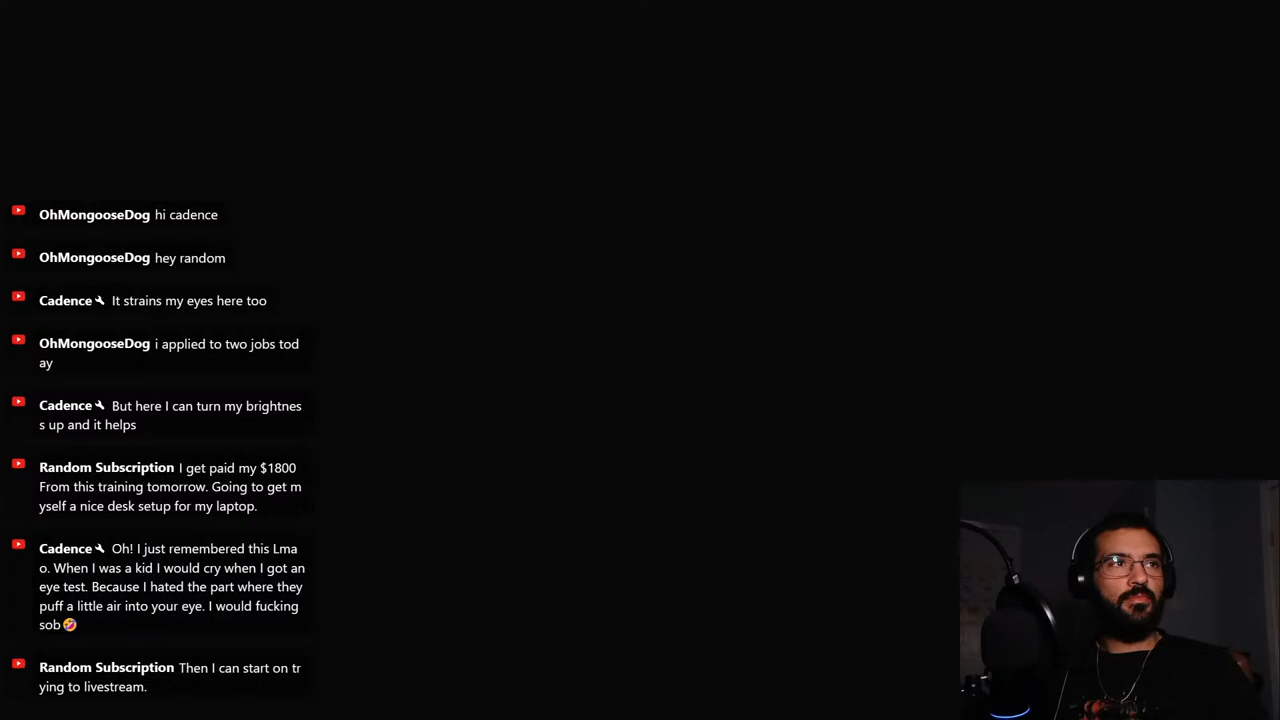 OhMongooseDog hi cadence
OhMongooseDog hey random
Cadence It strains my eyes here too
OhMongooseDog i applied to two jobs tod
ay
Cadence But here I can turn my brightnes
s up and it helps
Random Subscription I get paid my $1800
From this training tomorrow. Going to get m
yself a nice desk setup for my laptop.
Cadence Oh! I just remembered this Lma
o. When I was a kid I would cry when I got an
eye test. Because I hated the part where they
puff a little air into your eye. I would fucking
sob🤣
Random Subscription Then I can start on tr
ying to livestream.